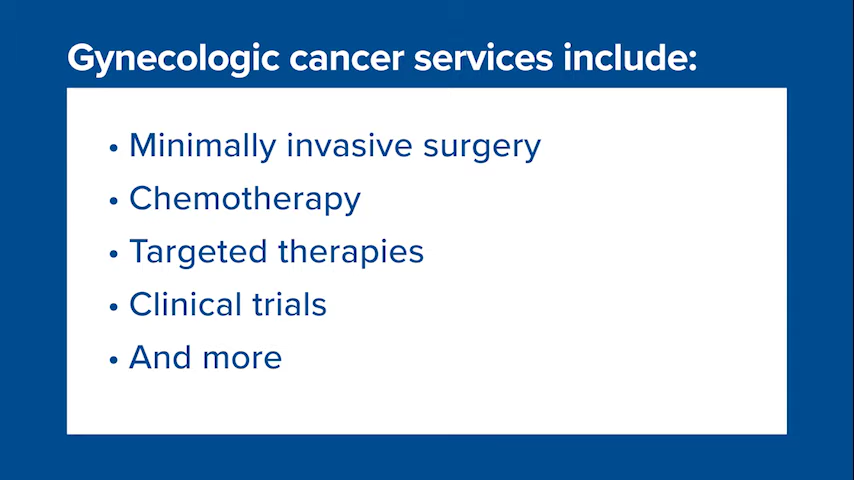 Gynecologic cancer services include:
• Minimally invasive surgery
• Chemotherapy
• Targeted therapies
• Clinical trials
• And more